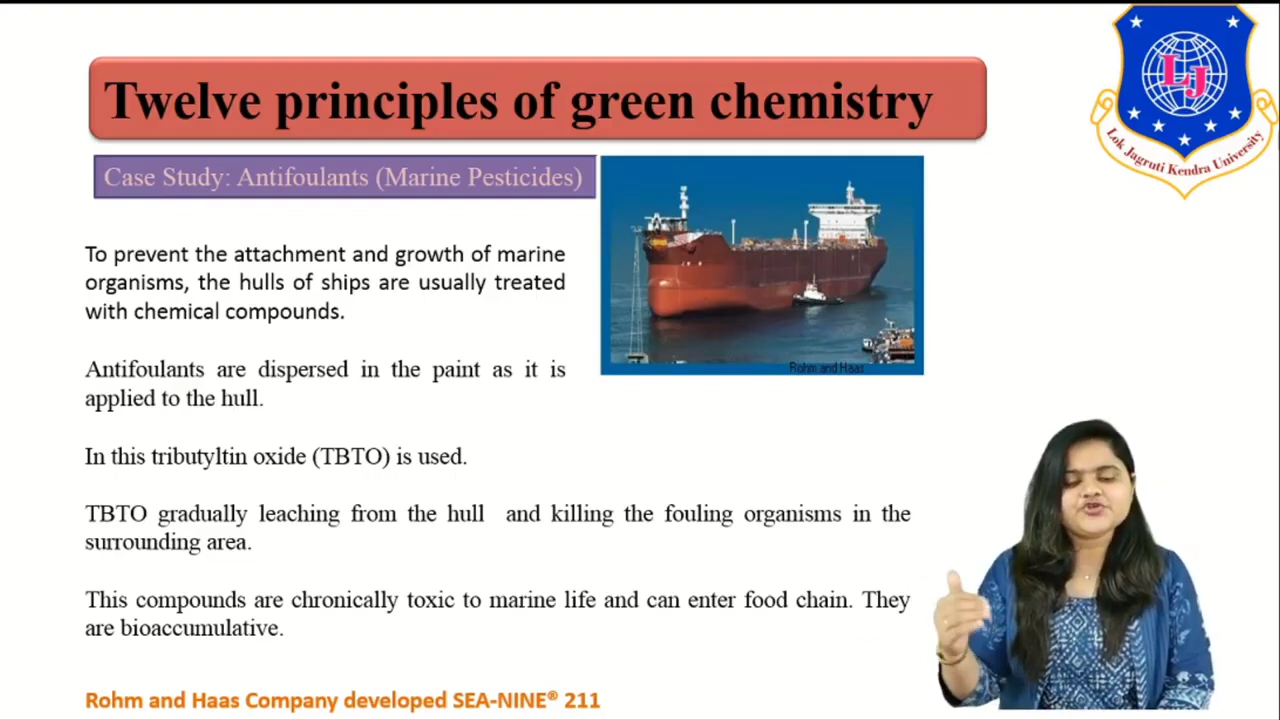 Twelve principles of green chemistry
LJ
Lok Jagruti Kendra University
Case Study: Antifoulants (Marine Pesticides)
To prevent the attachment and growth of marine
organisms, the hulls of ships are usually treated
with chemical compounds.
Rohm and Haas
Antifoulants are dispersed in the paint as it is
applied to the hull.
In this tributyltin oxide (TBTO) is used.
TBTO gradually leaching from the hull and killing the fouling organisms in the
surrounding area.
This compounds are chronically toxic to marine life and can enter food chain. They
are bioaccumulative.
Rohm and Haas Company developed SEA-NINE® 211